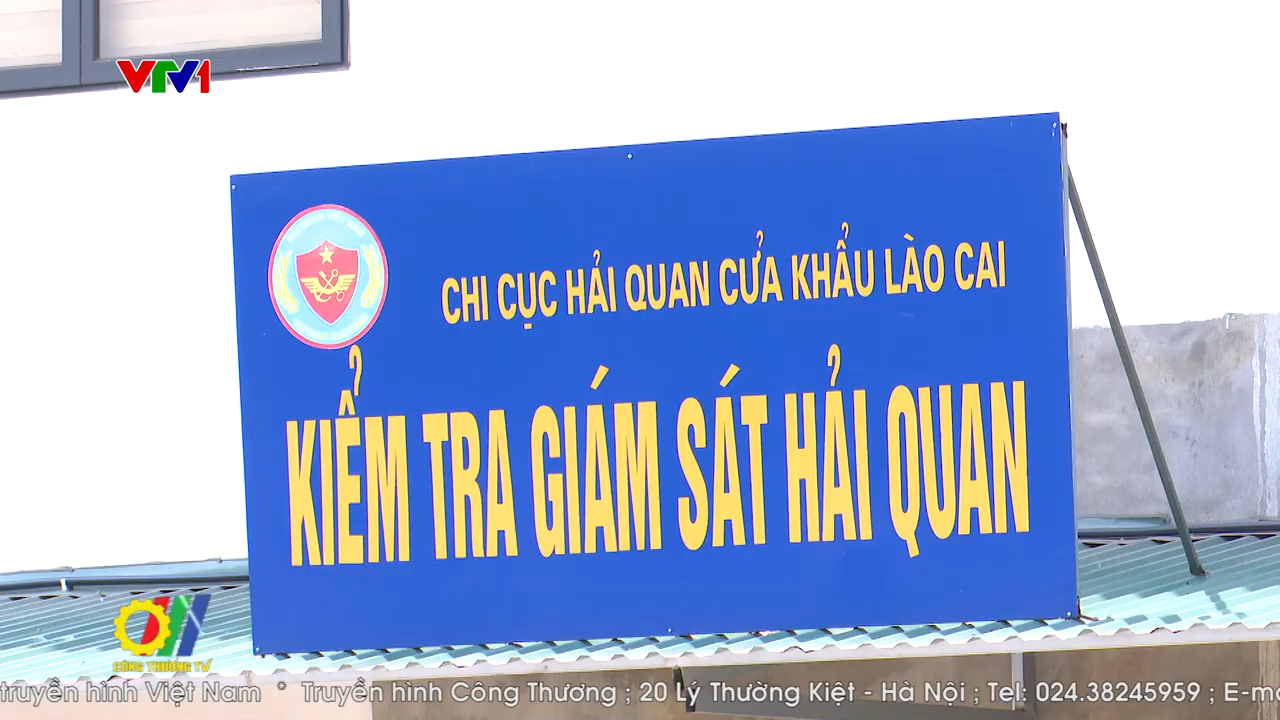 VTV1
CHI CỤC HẢI QUAN CỬA KHẨU LÀO CAI
KIỂM TRA GIÁM SÁT HẢI QUAN
CÔNG THƯƠNG TV
truyền hình Việt Nam * Truyền hình Công Thương ; 20 Lý Thường Kiệt - Hà Nội ; Tel: 024.38245959 ; E-ma